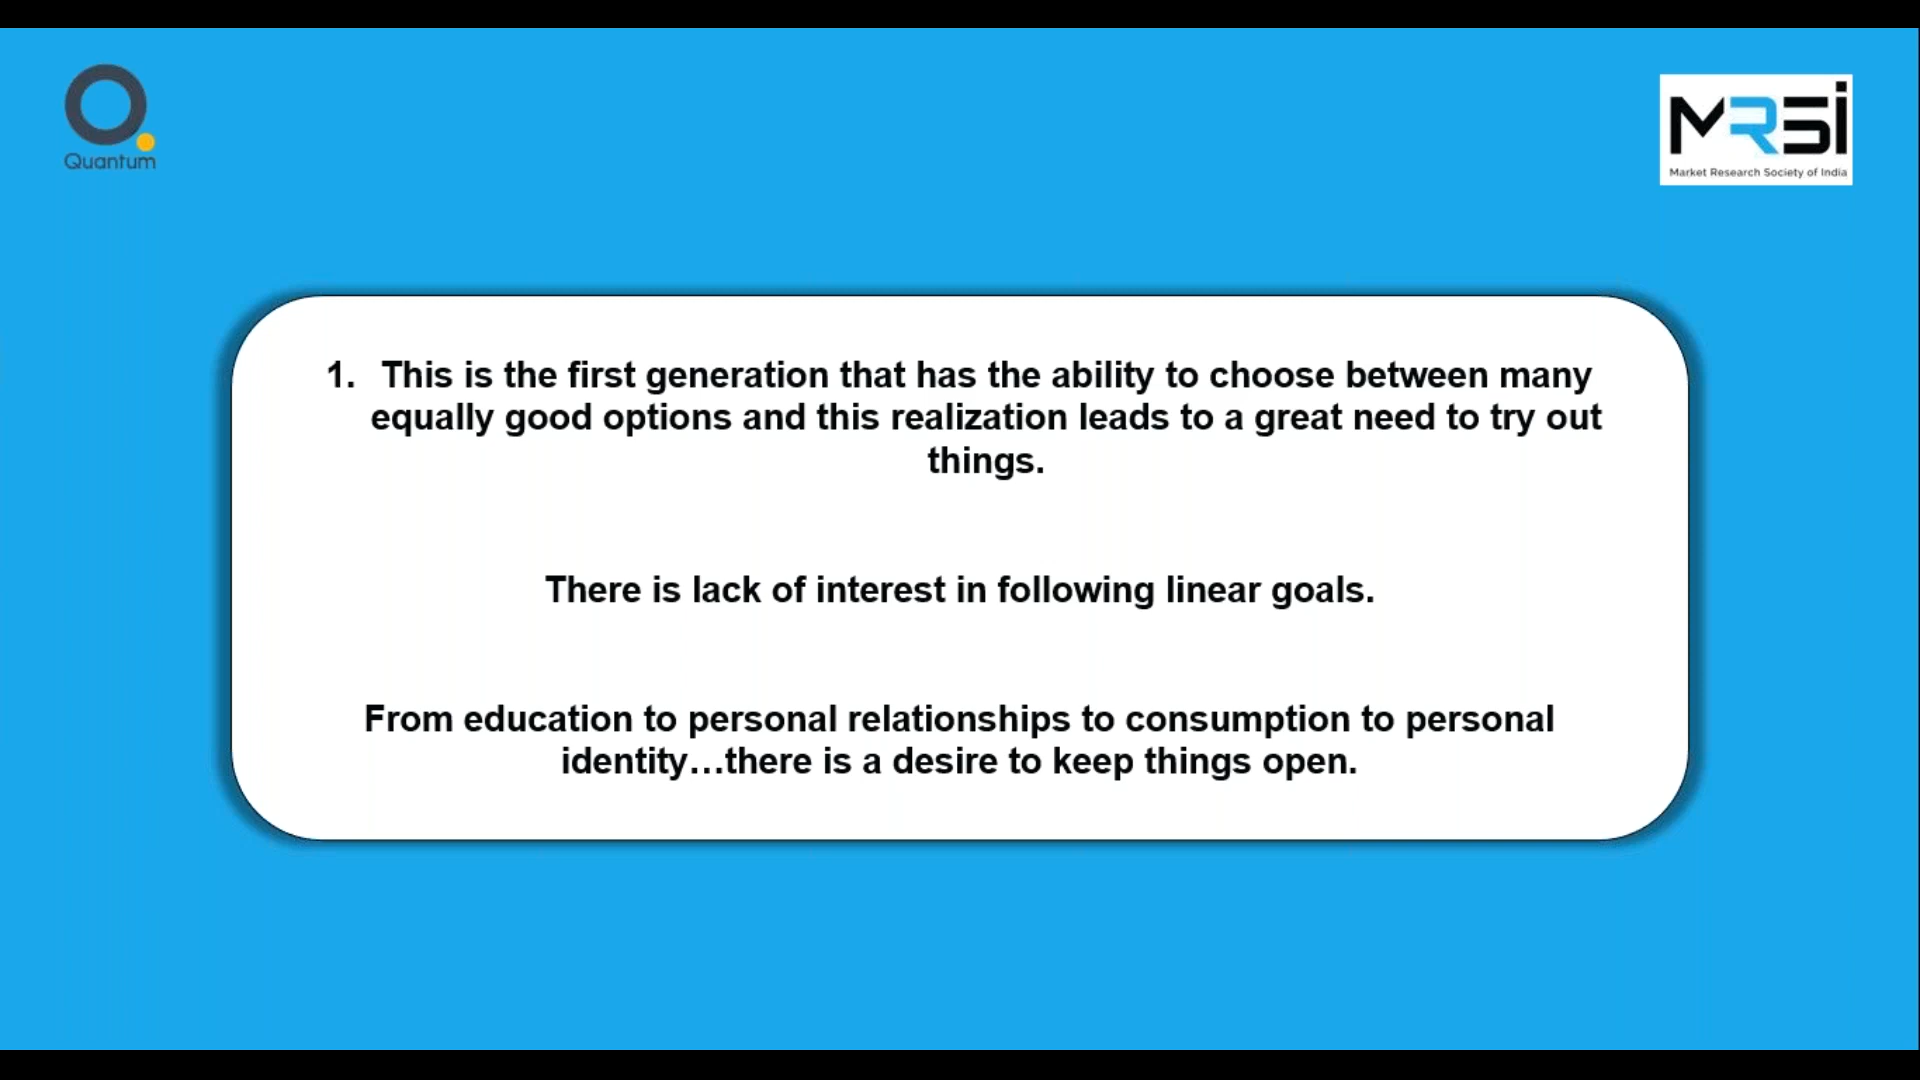 Quantum
MRSi
Market Research Society of India
1. This is the first generation that has the ability to choose between many
equally good options and this realization leads to a great need to try out
things.
There is lack of interest in following linear goals.
From education to personal relationships to consumption to personal
identity...there is a desire to keep things open.